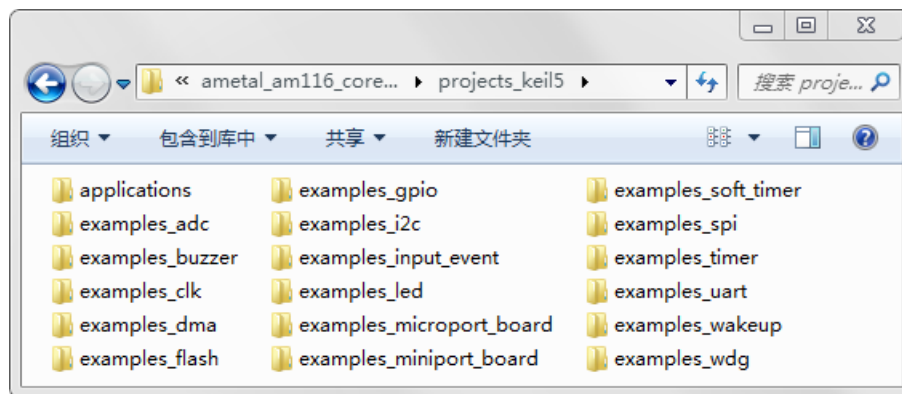 « ametal_am116_core... ▸ projects_keil5 ▸ 搜索 proje...
组织 包含到库中 共享 新建文件夹
applications examples_gpio examples_soft_timer
examples_adc examples_i2c examples_spi
examples_buzzer examples_input_event examples_timer
examples_clk examples_led examples_uart
examples_dma examples_microport_board examples_wakeup
examples_flash examples_miniport_board examples_wdg